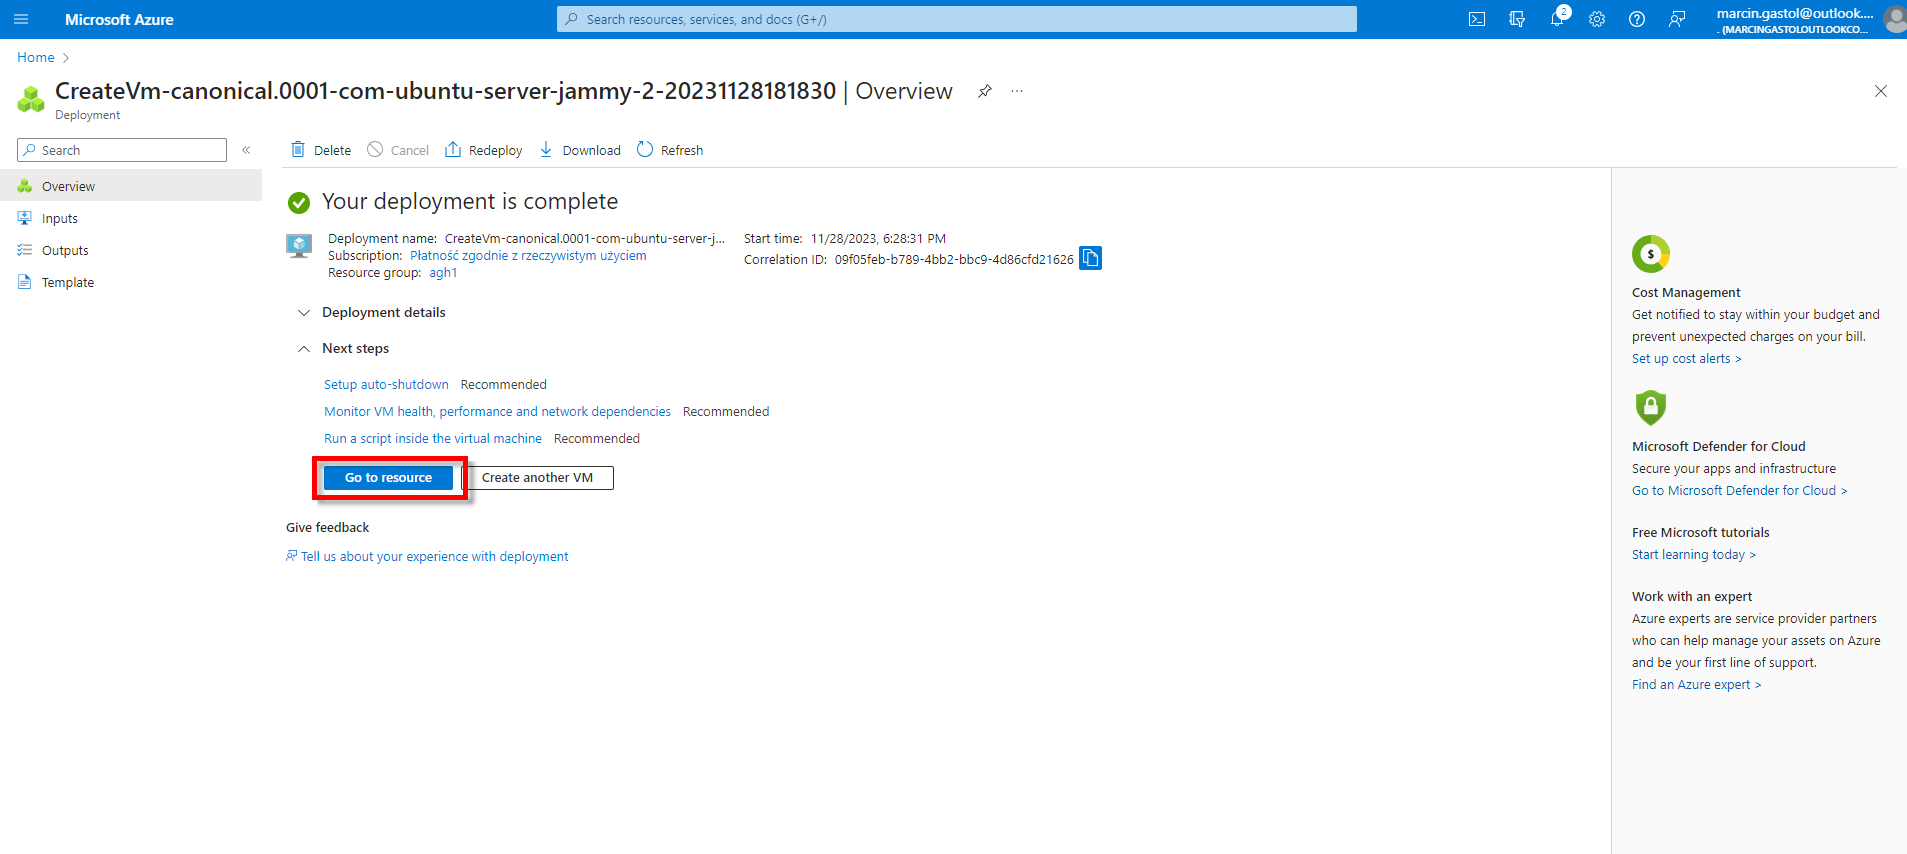 Microsoft Azure
Search resources, services, and docs (G+/)
2
marcin.gastol@outlook....
. (MARCINGASTOLOUTLOOKCO...
Home >
CreateVm-canonical.0001-com-ubuntu-server-jammy-2-20231128181830 | Overview
...
Deployment
Search
«
Delete
Cancel
Redeploy
Download
Refresh
Overview
Inputs
Outputs
Template
Your deployment is complete
Deployment name: CreateVm-canonical.0001-com-ubuntu-server-j...
Subscription: Płatność zgodnie z rzeczywistym użyciem
Resource group: agh1
Start time: 11/28/2023, 6:28:31 PM
Correlation ID: 09f05feb-b789-4bb2-bbc9-4d86cfd21626
Deployment details
Next steps
Setup auto-shutdown Recommended
Monitor VM health, performance and network dependencies Recommended
Run a script inside the virtual machine Recommended
Go to resource
Create another VM
Give feedback
Tell us about your experience with deployment
$
Cost Management
Get notified to stay within your budget and
prevent unexpected charges on your bill.
Set up cost alerts >
Microsoft Defender for Cloud
Secure your apps and infrastructure
Go to Microsoft Defender for Cloud >
Free Microsoft tutorials
Start learning today >
Work with an expert
Azure experts are service provider partners
who can help manage your assets on Azure
and be your first line of support.
Find an Azure expert >